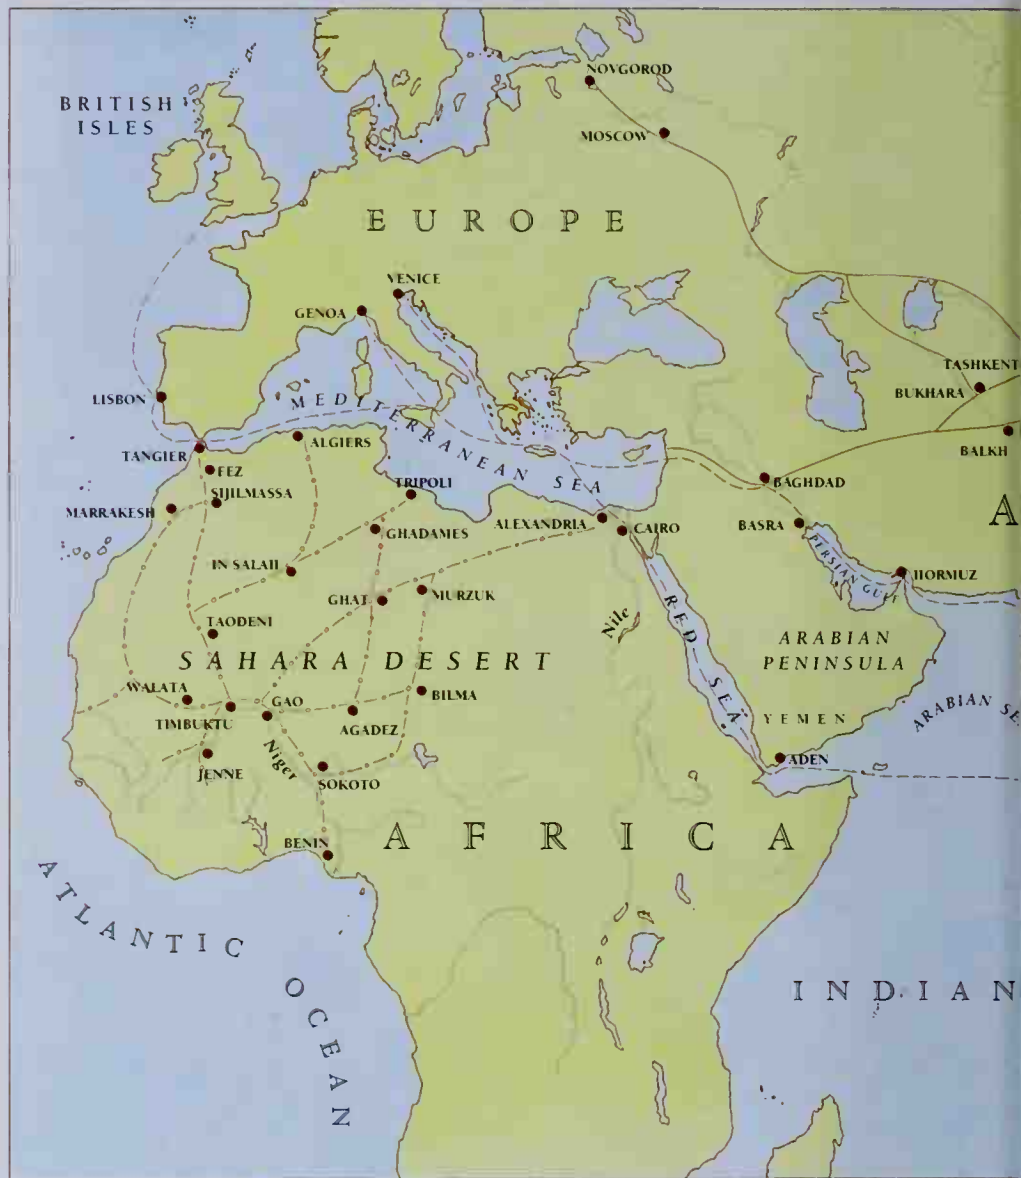 NOVGOROD
BRITISH
ISLES
MOSCOW
EUROPE
VENICE
GENOA
TASHKENT
BUKHARA
LISBON
MEDITERRANEAN SEA
BALKH
TANGIER
ALGIERS
FEZ
BAGHDAD
SIJILMASSA
TRIPOLI
MARRAKESH
A
ALEXANDRIA
CAIRO
BASRA
GHADAMES
PERSIAN GULF
IN SALAH
HORMUZ
GHAT
MURZUK
Nile
RED SEA
TAODENI
ARABIAN
PENINSULA
SAHARA DESERT
WALATA
BILMA
GAO
ARABIAN SE
TIMBUKTU
AGADEZ
YEMEN
Niger
JENNE
SOKOTO
ADEN
AFRICA
BENIN
ATLANTIC OCEAN
INDIAN